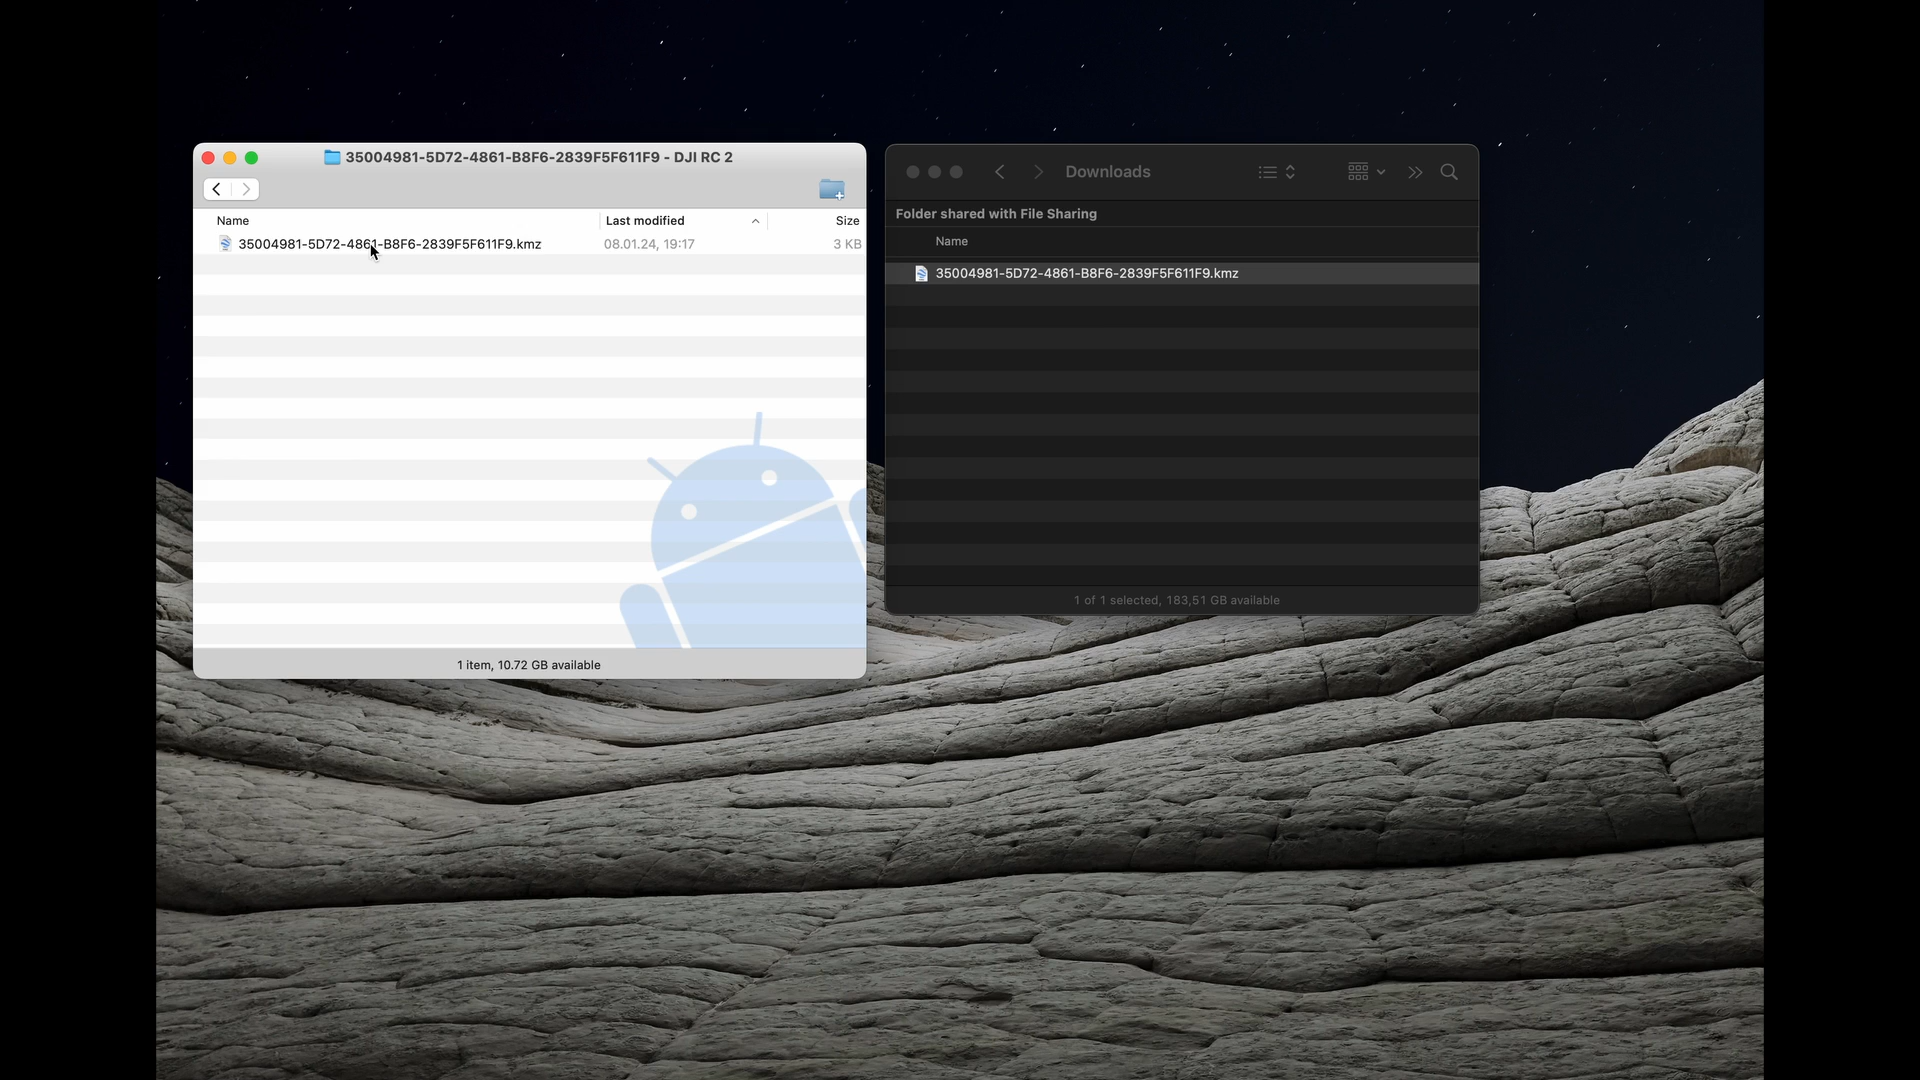 35004981-5D72-4861-B8F6-2839F5F611F9 - DJI RC 2
Name
Last modified
Size
35004981-5D72-4861-B8F6-2839F5F611F9.kmz
08.01.24, 19:17
3 KB
1 item, 10.72 GB available
Downloads
Folder shared with File Sharing
Name
35004981-5D72-4861-B8F6-2839F5F611F9.kmz
1 of 1 selected, 183,51 GB available